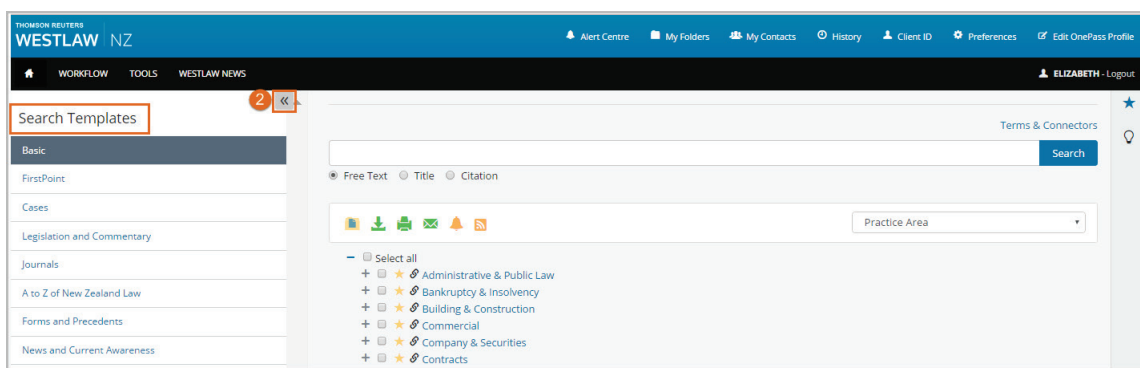 THOMSON REUTERS
WESTLAW NZ
Alert Centre My Folders My Contacts History Client ID Preferences Edit OnePass Profile
WORKFLOW TOOLS WESTLAW NEWS ELIZABETH - Logout
2 «
Search Templates
Basic
FirstPoint
Cases
Legislation and Commentary
Journals
A to Z of New Zealand Law
Forms and Precedents
News and Current Awareness
Terms & Connectors
Search
Free Text Title Citation
Practice Area
Select all
Administrative & Public Law
Bankruptcy & Insolvency
Building & Construction
Commercial
Company & Securities
Contracts